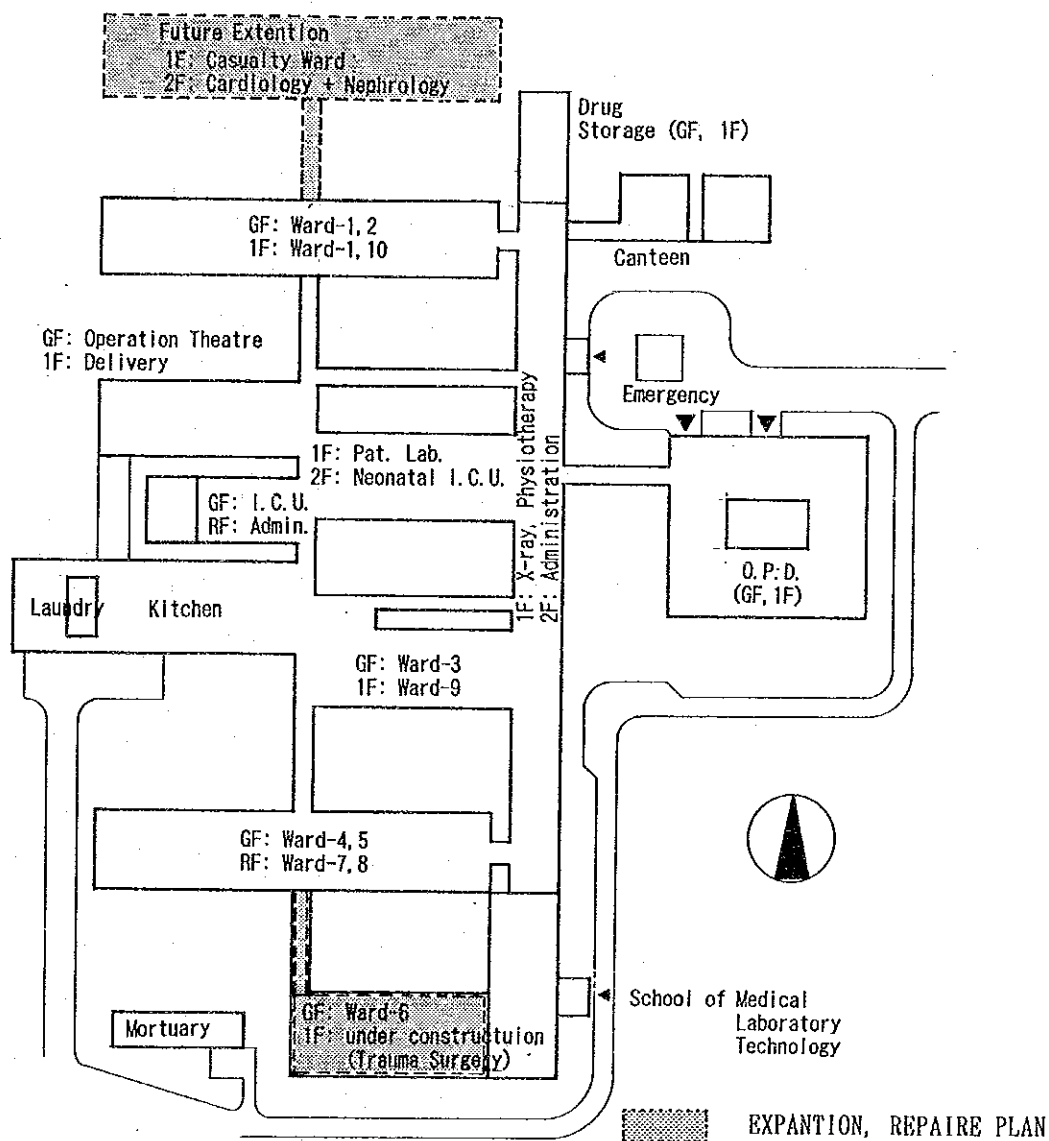 Future Extention
1F: Casualty Ward
2F: Cardiology + Nephrology
Drug
Storage (GF, 1F)
GF: Ward-1,2
1F: Ward-1,10
Canteen
GF: Operation Theatre
1F: Delivery
Emergency
1F: X-ray, Physiotherapy
2F: Administration
1F: Pat. Lab.
2F: Neonatal I.C.U.
GF: I.C.U.
RF: Admin.
O.P.D.
(GF,1F)
Laundry
Kitchen
GF: Ward-3
1F: Ward-9
GF: Ward-4,5
RF: Ward-7,8
GF: Ward-6
1F: under constructuion
(Trauma Surgery)
School of Medical
Laboratory
Technology
Mortuary
EXPANTION, REPAIRE PLAN